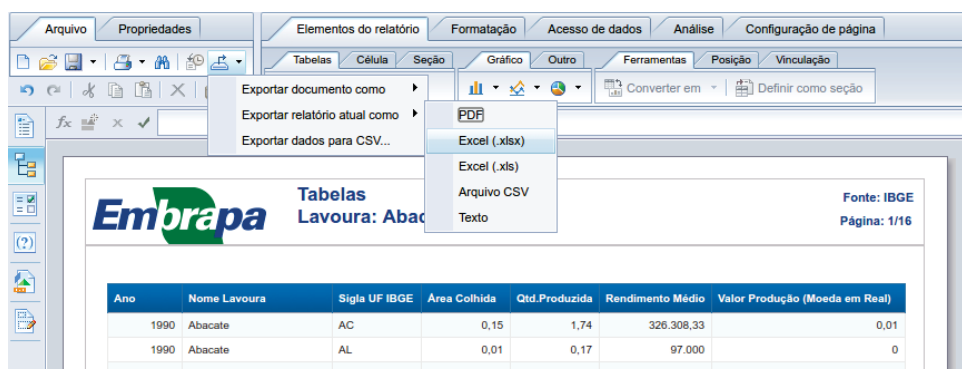 Arquivo Propriedades Elementos do relatório Formatação Acesso de dados Análise Configuração de página
Tabelas Célula Seção Gráfico Outro Ferramentas Posição Vinculação
Converter em Definir como seção
Exportar documento como
Exportar relatório atual como
Exportar dados para CSV...
PDF
Excel (.xlsx)
Excel (.xls)
Arquivo CSV
Texto
fx
Embrapa
Tabelas
Lavoura: Abac
Fonte: IBGE
Página: 1/16
Ano Nome Lavoura Sigla UF IBGE Área Colhida Qtd.Produzida Rendimento Médio Valor Produção (Moeda em Real)
1990 Abacate AC 0,15 1,74 326.308,33 0,01
1990 Abacate AL 0,01 0,17 97.000 0